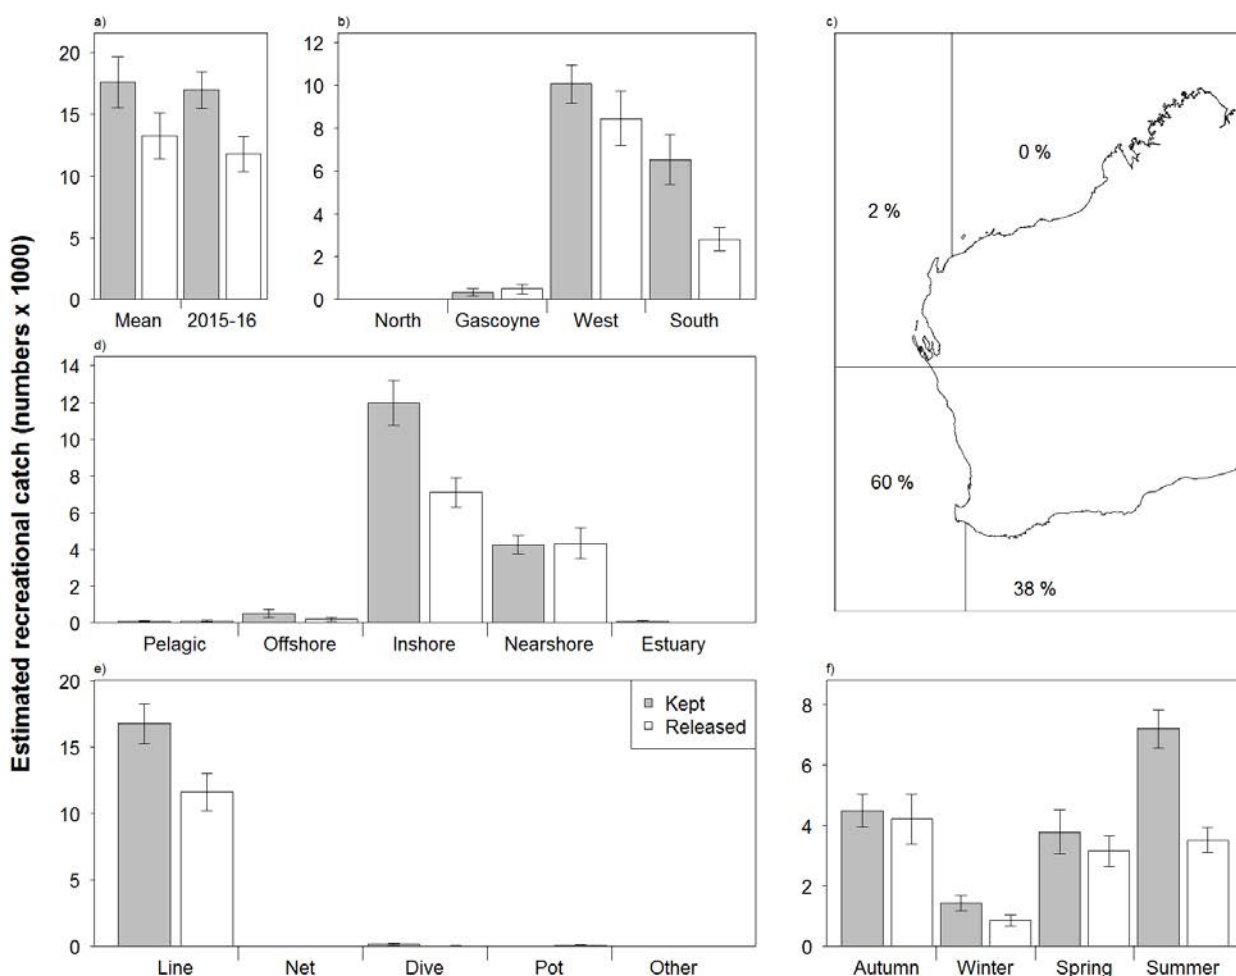 Estimated recreational catch (numbers x 1000)
a)
20
15
10
5
0
Mean 2015-16
b)
12
10
8
6
4
2
0
North Gascoyne West South
c)
0 %
2 %
60 %
38 %
d)
14
12
10
8
6
4
2
0
Pelagic Offshore Inshore Nearshore Estuary
e)
20
15
10
5
0
Kept
Released
Line Net Dive Pot Other
f)
8
6
4
2
0
Autumn Winter Spring Summer